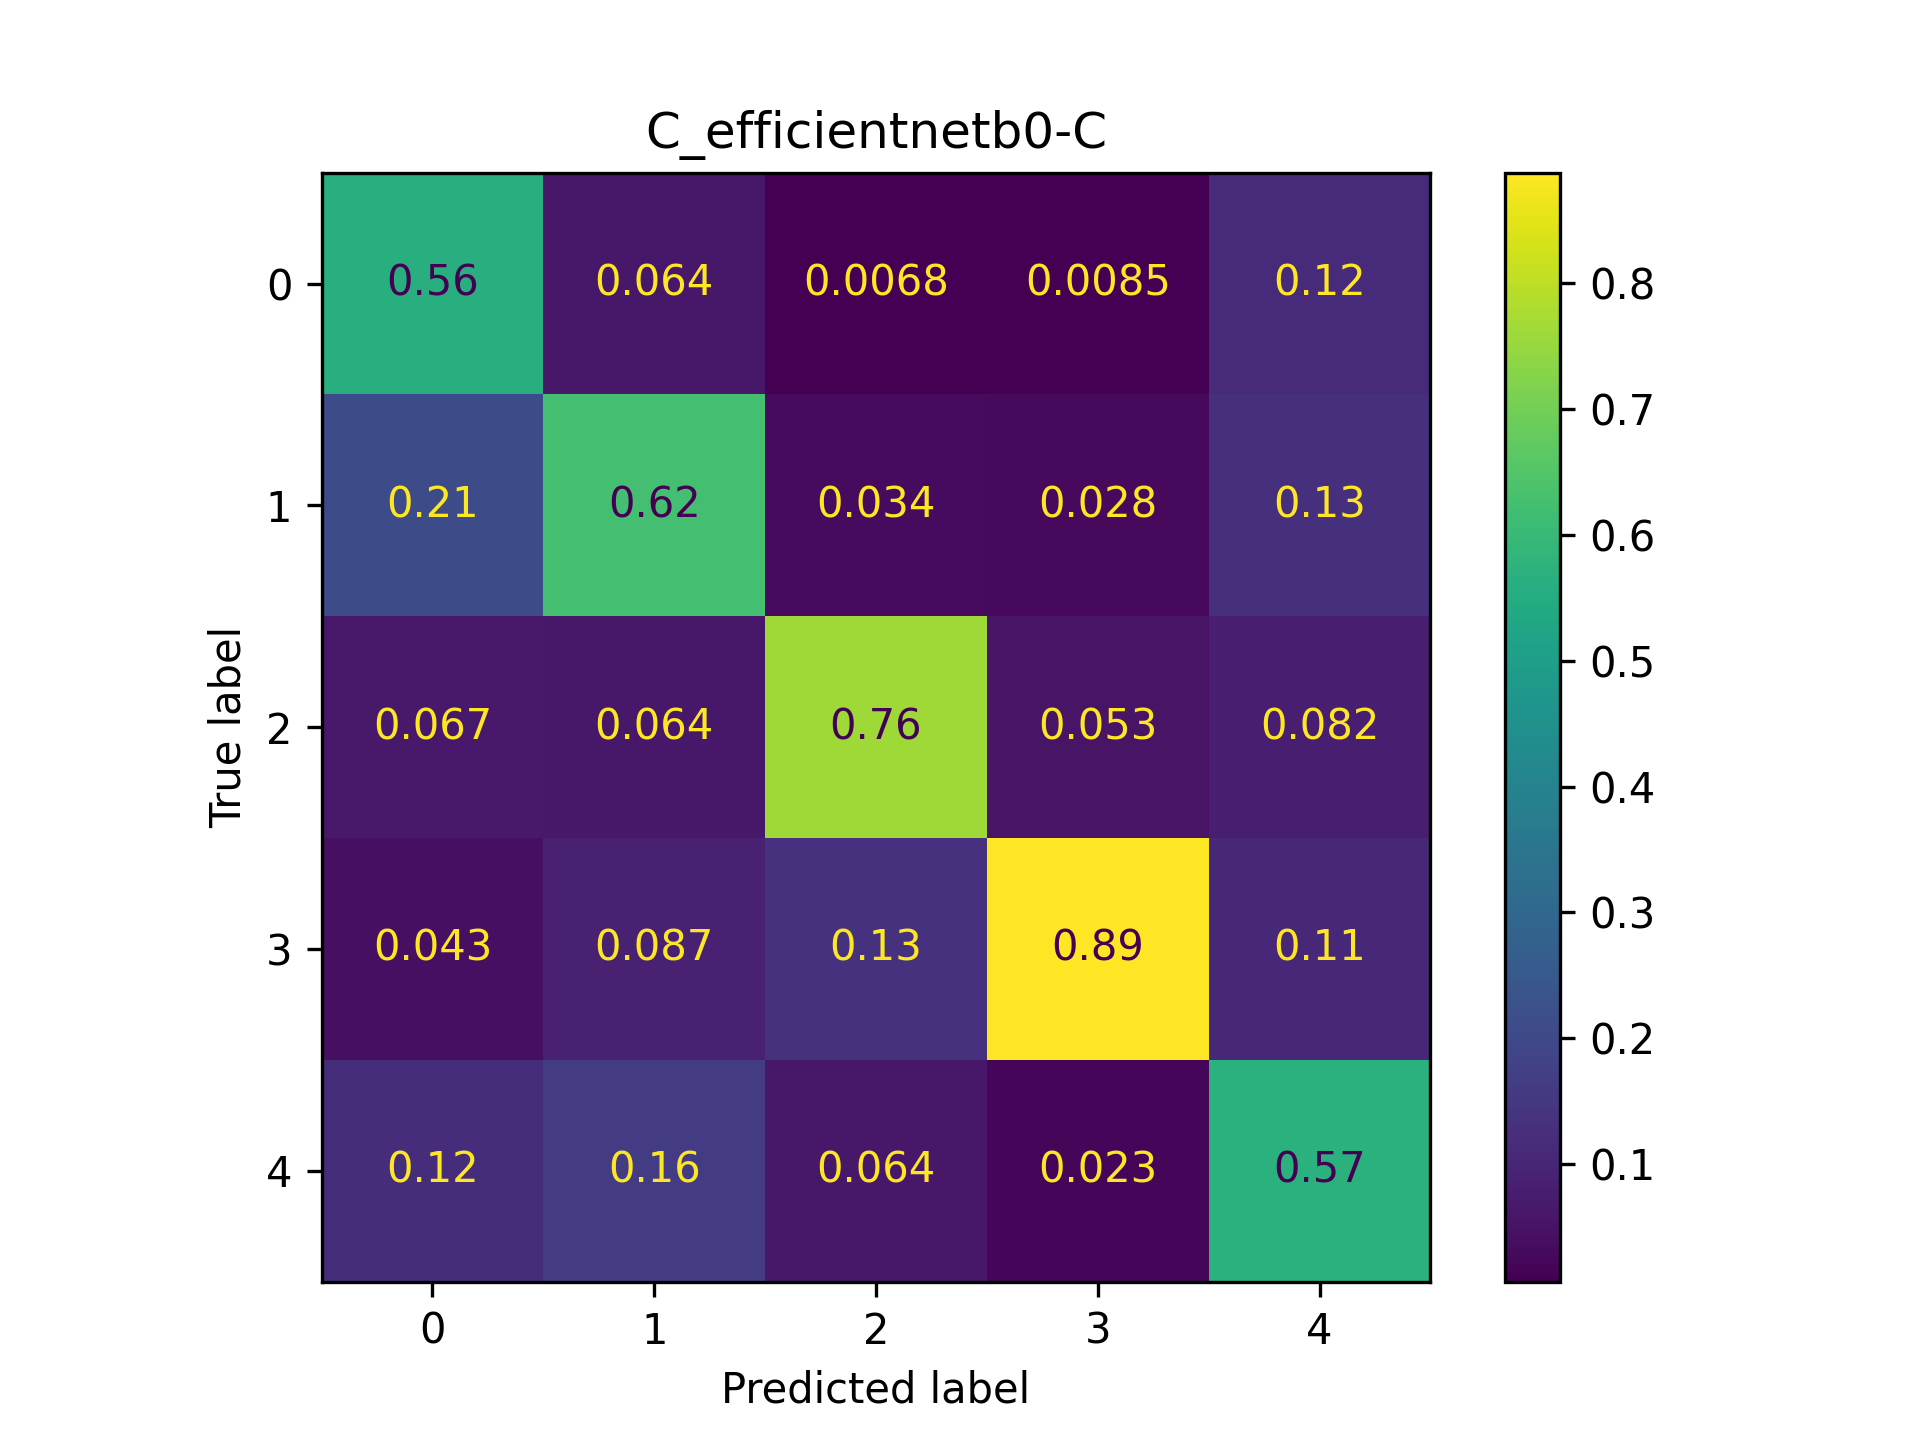 C_efficientnetb0-C
0 0.56 0.064 0.0068 0.0085 0.12
1 0.21 0.62 0.034 0.028 0.13
2 0.067 0.064 0.76 0.053 0.082
3 0.043 0.087 0.13 0.89 0.11
4 0.12 0.16 0.064 0.023 0.57
0 1 2 3 4
Predicted label
True label
0.8
0.7
0.6
0.5
0.4
0.3
0.2
0.1